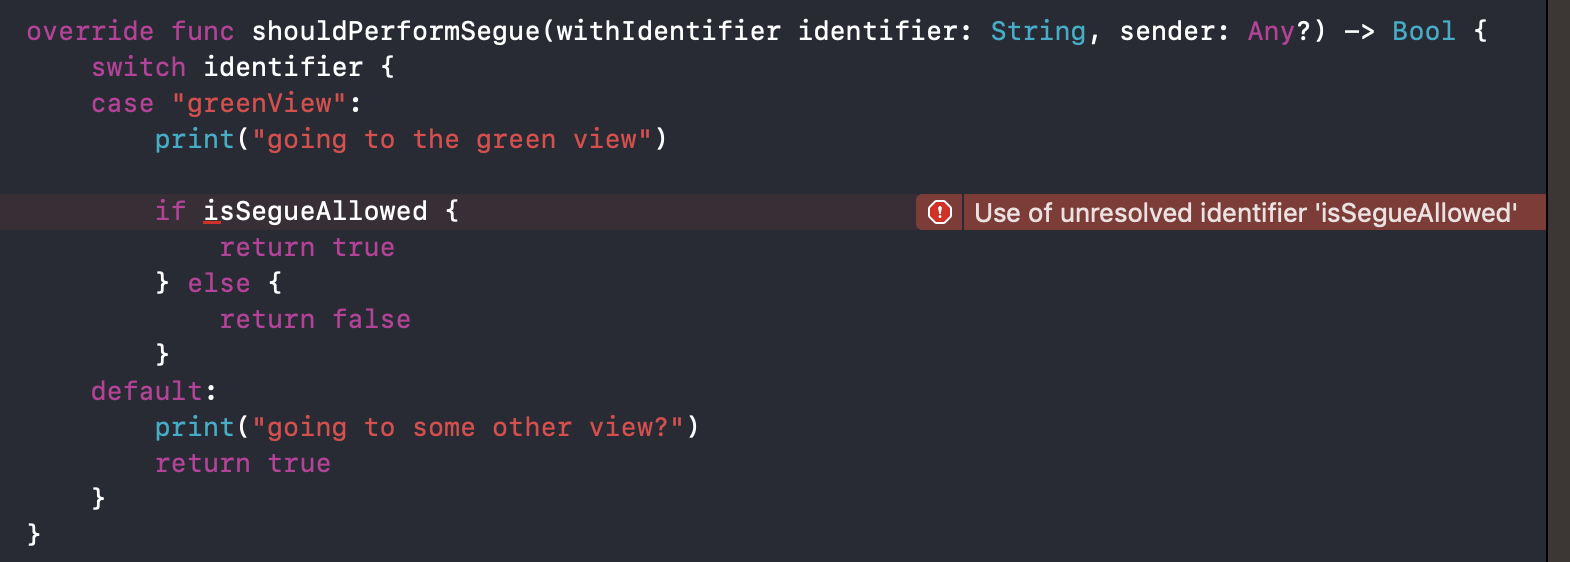 override func shouldPerformSegue(withIdentifier identifier: String, sender: Any?) -> Bool {
    switch identifier {
    case "greenView":
        print("going to the green view")

        if isSegueAllowed {
Use of unresolved identifier 'isSegueAllowed'
            return true
        } else {
            return false
        }
    default:
        print("going to some other view?")
        return true
    }
}